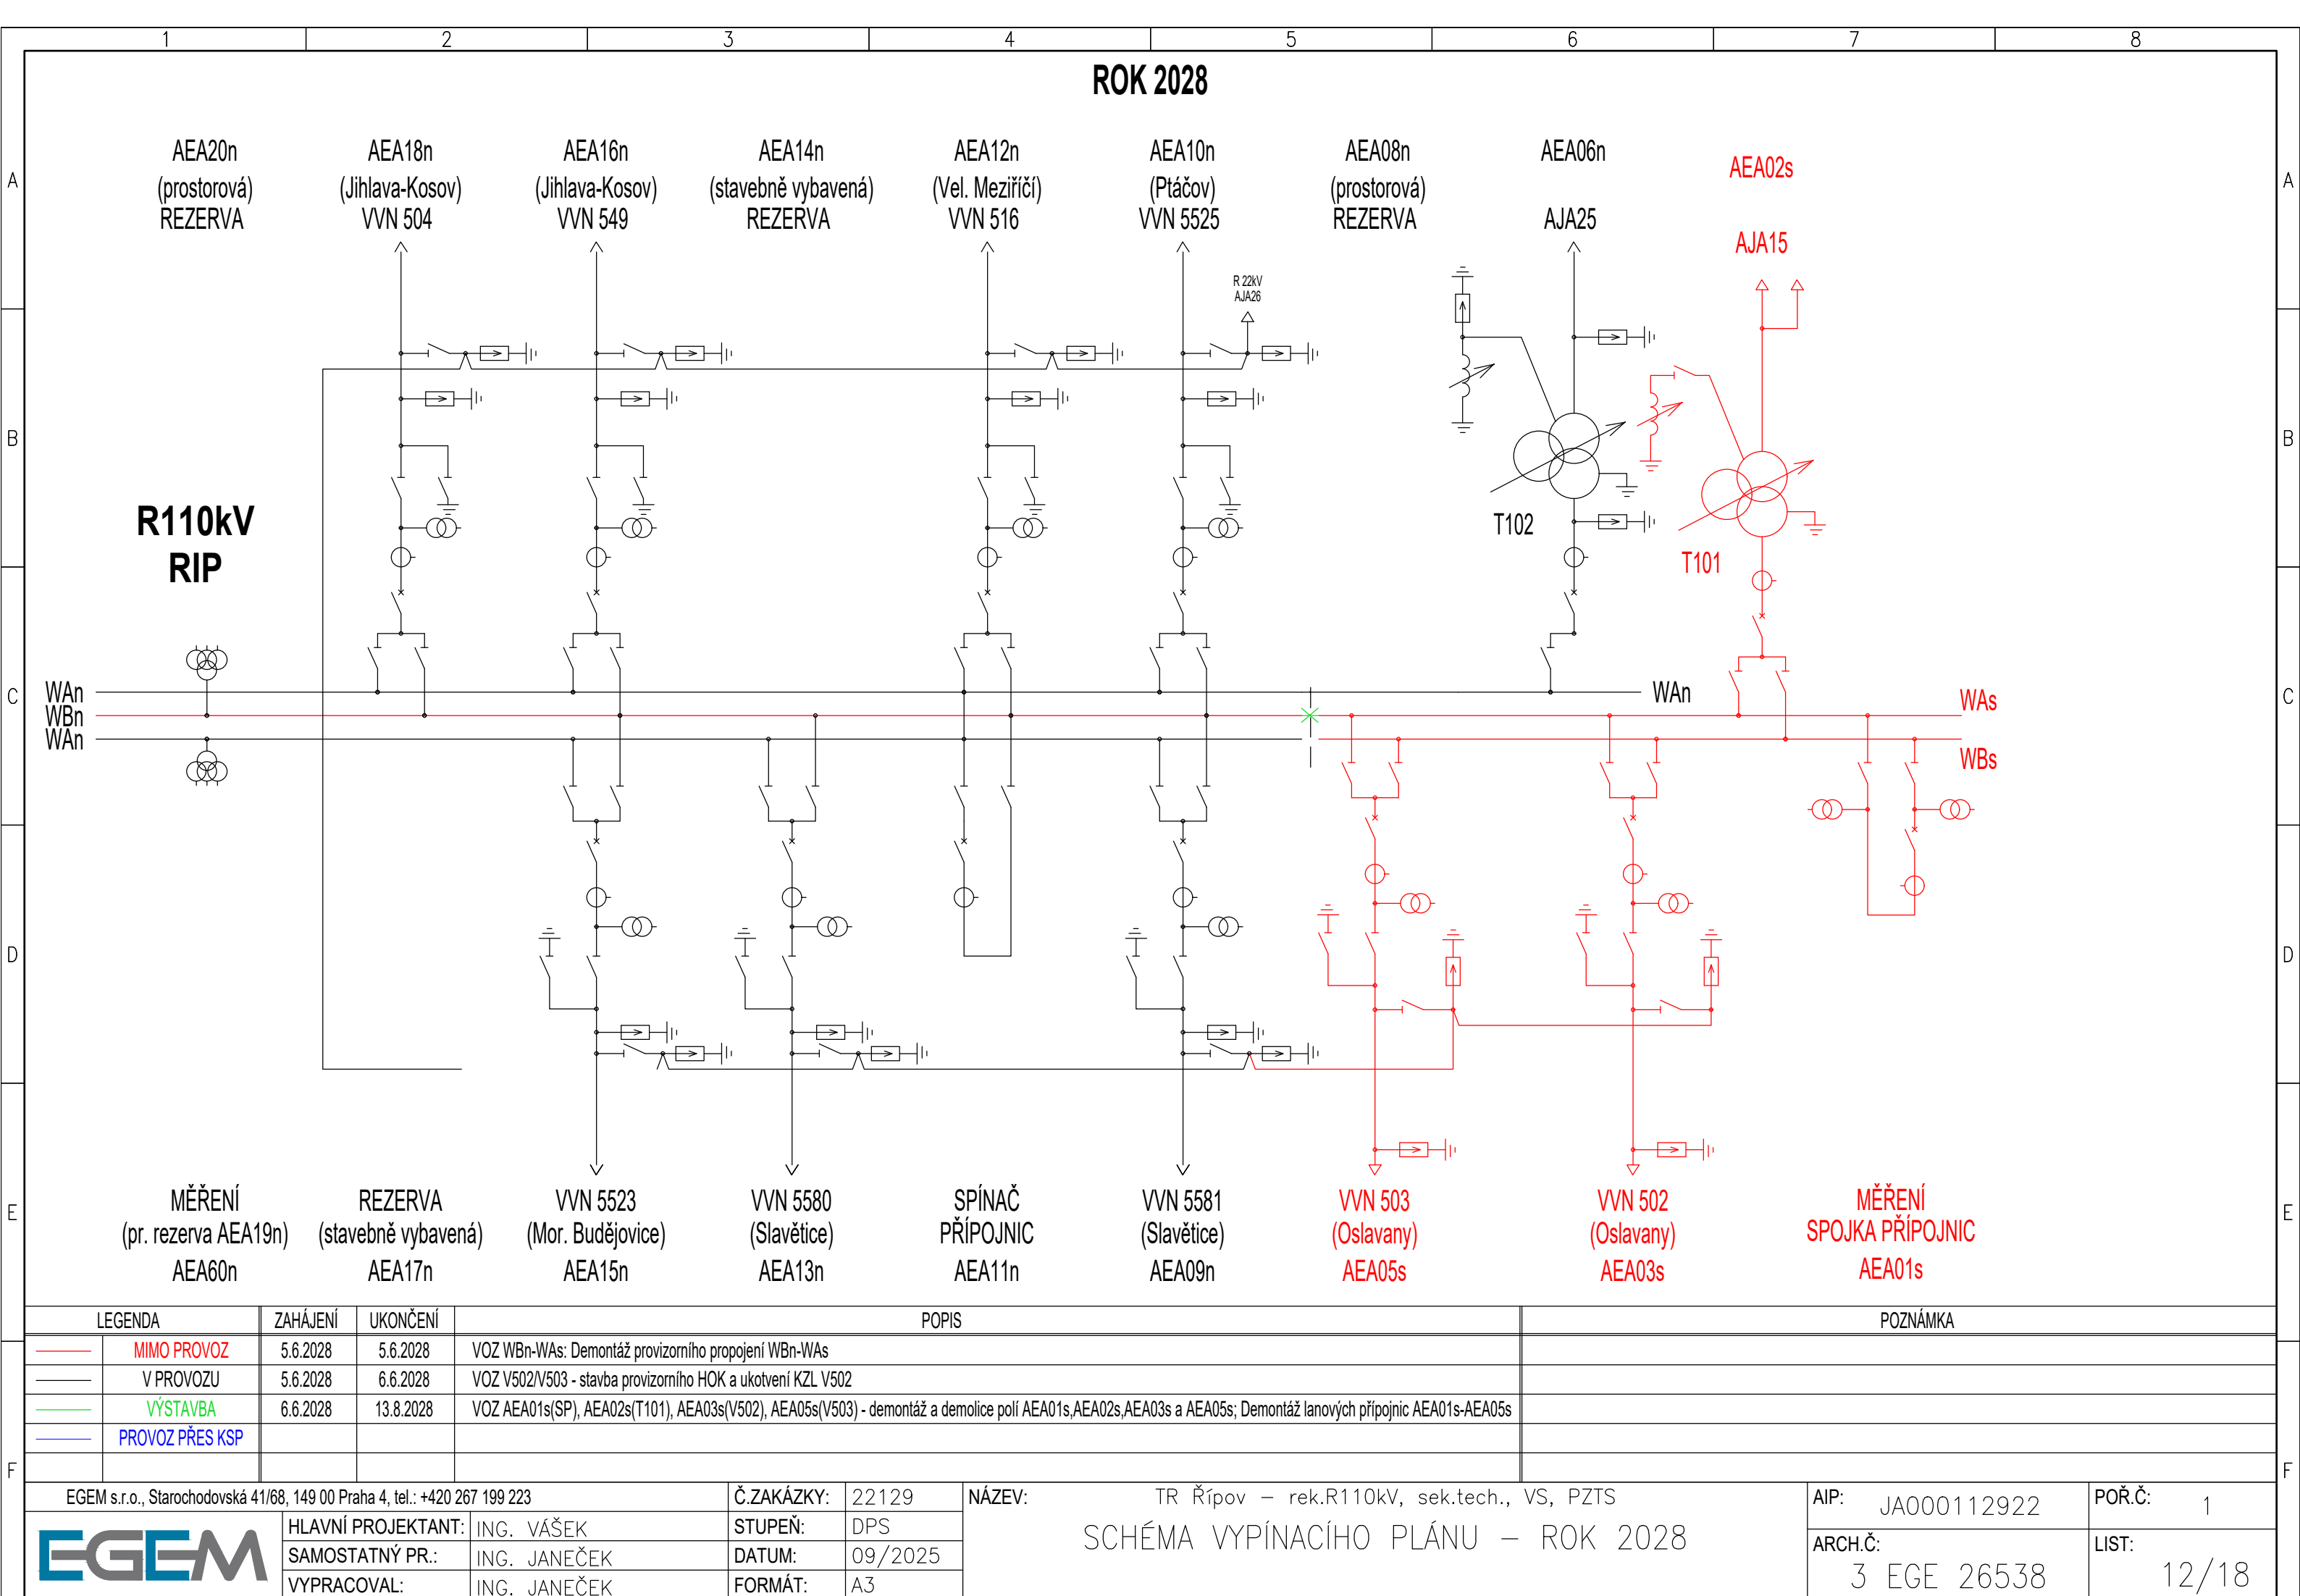 1 2 3 4 5 6 7 8
ROK 2028
AEA20n
(prostorová)
REZERVA
AEA18n
(Jihlava-Kosov)
VVN 504
AEA16n
(Jihlava-Kosov)
VVN 549
AEA14n
(stavebně vybavená)
REZERVA
AEA12n
(Vel. Meziříčí)
VVN 516
AEA10n
(Ptáčov)
VVN 5525
AEA08n
(prostorová)
REZERVA
AEA06n
AJA25
AEA02s
AJA15
A
A
R 22kV
AJA26
B
B
R110kV
RIP
T102
T101
C
C
WAn
WBn
WAn
WAn
WAs
WBs
D
D
E
E
MĚŘENÍ
(pr. rezerva AEA19n)
AEA60n
REZERVA
(stavebně vybavená)
AEA17n
VVN 5523
(Mor. Budějovice)
AEA15n
VVN 5580
(Slavětice)
AEA13n
SPÍNAČ
PŘÍPOJNIC
AEA11n
VVN 5581
(Slavětice)
AEA09n
VVN 503
(Oslavany)
AEA05s
VVN 502
(Oslavany)
AEA03s
MĚŘENÍ
SPOJKA PŘÍPOJNIC
AEA01s
LEGENDA ZAHÁJENÍ UKONČENÍ POPIS POZNÁMKA
MIMO PROVOZ 5.6.2028 5.6.2028 VOZ WBn-WAs: Demontáž provizorního propojení WBn-WAs
V PROVOZU 5.6.2028 6.6.2028 VOZ V502/V503 - stavba provizorního HOK a ukotvení KZL V502
VÝSTAVBA 6.6.2028 13.8.2028 VOZ AEA01s(SP), AEA02s(T101), AEA03s(V502), AEA05s(V503) - demontáž a demolice polí AEA01s,AEA02s,AEA03s a AEA05s; Demontáž lanových přípojnic AEA01s-AEA05s
PROVOZ PŘES KSP
F
F
EGEM s.r.o., Starochodovská 41/68, 149 00 Praha 4, tel.: +420 267 199 223
EGEM
HLAVNÍ PROJEKTANT: ING. VÁŠEK
SAMOSTATNÝ PR.: ING. JANEČEK
VYPRACOVAL: ING. JANEČEK
Č.ZAKÁZKY: 22129
STUPEŇ: DPS
DATUM: 09/2025
FORMÁT: A3
NÁZEV: TR Řípov – rek.R110kV, sek.tech., VS, PZTS
SCHÉMA VYPÍNACÍHO PLÁNU – ROK 2028
AIP: JA000112922
POŘ.Č: 1
ARCH.Č: 3 EGE 26538
LIST: 12/18